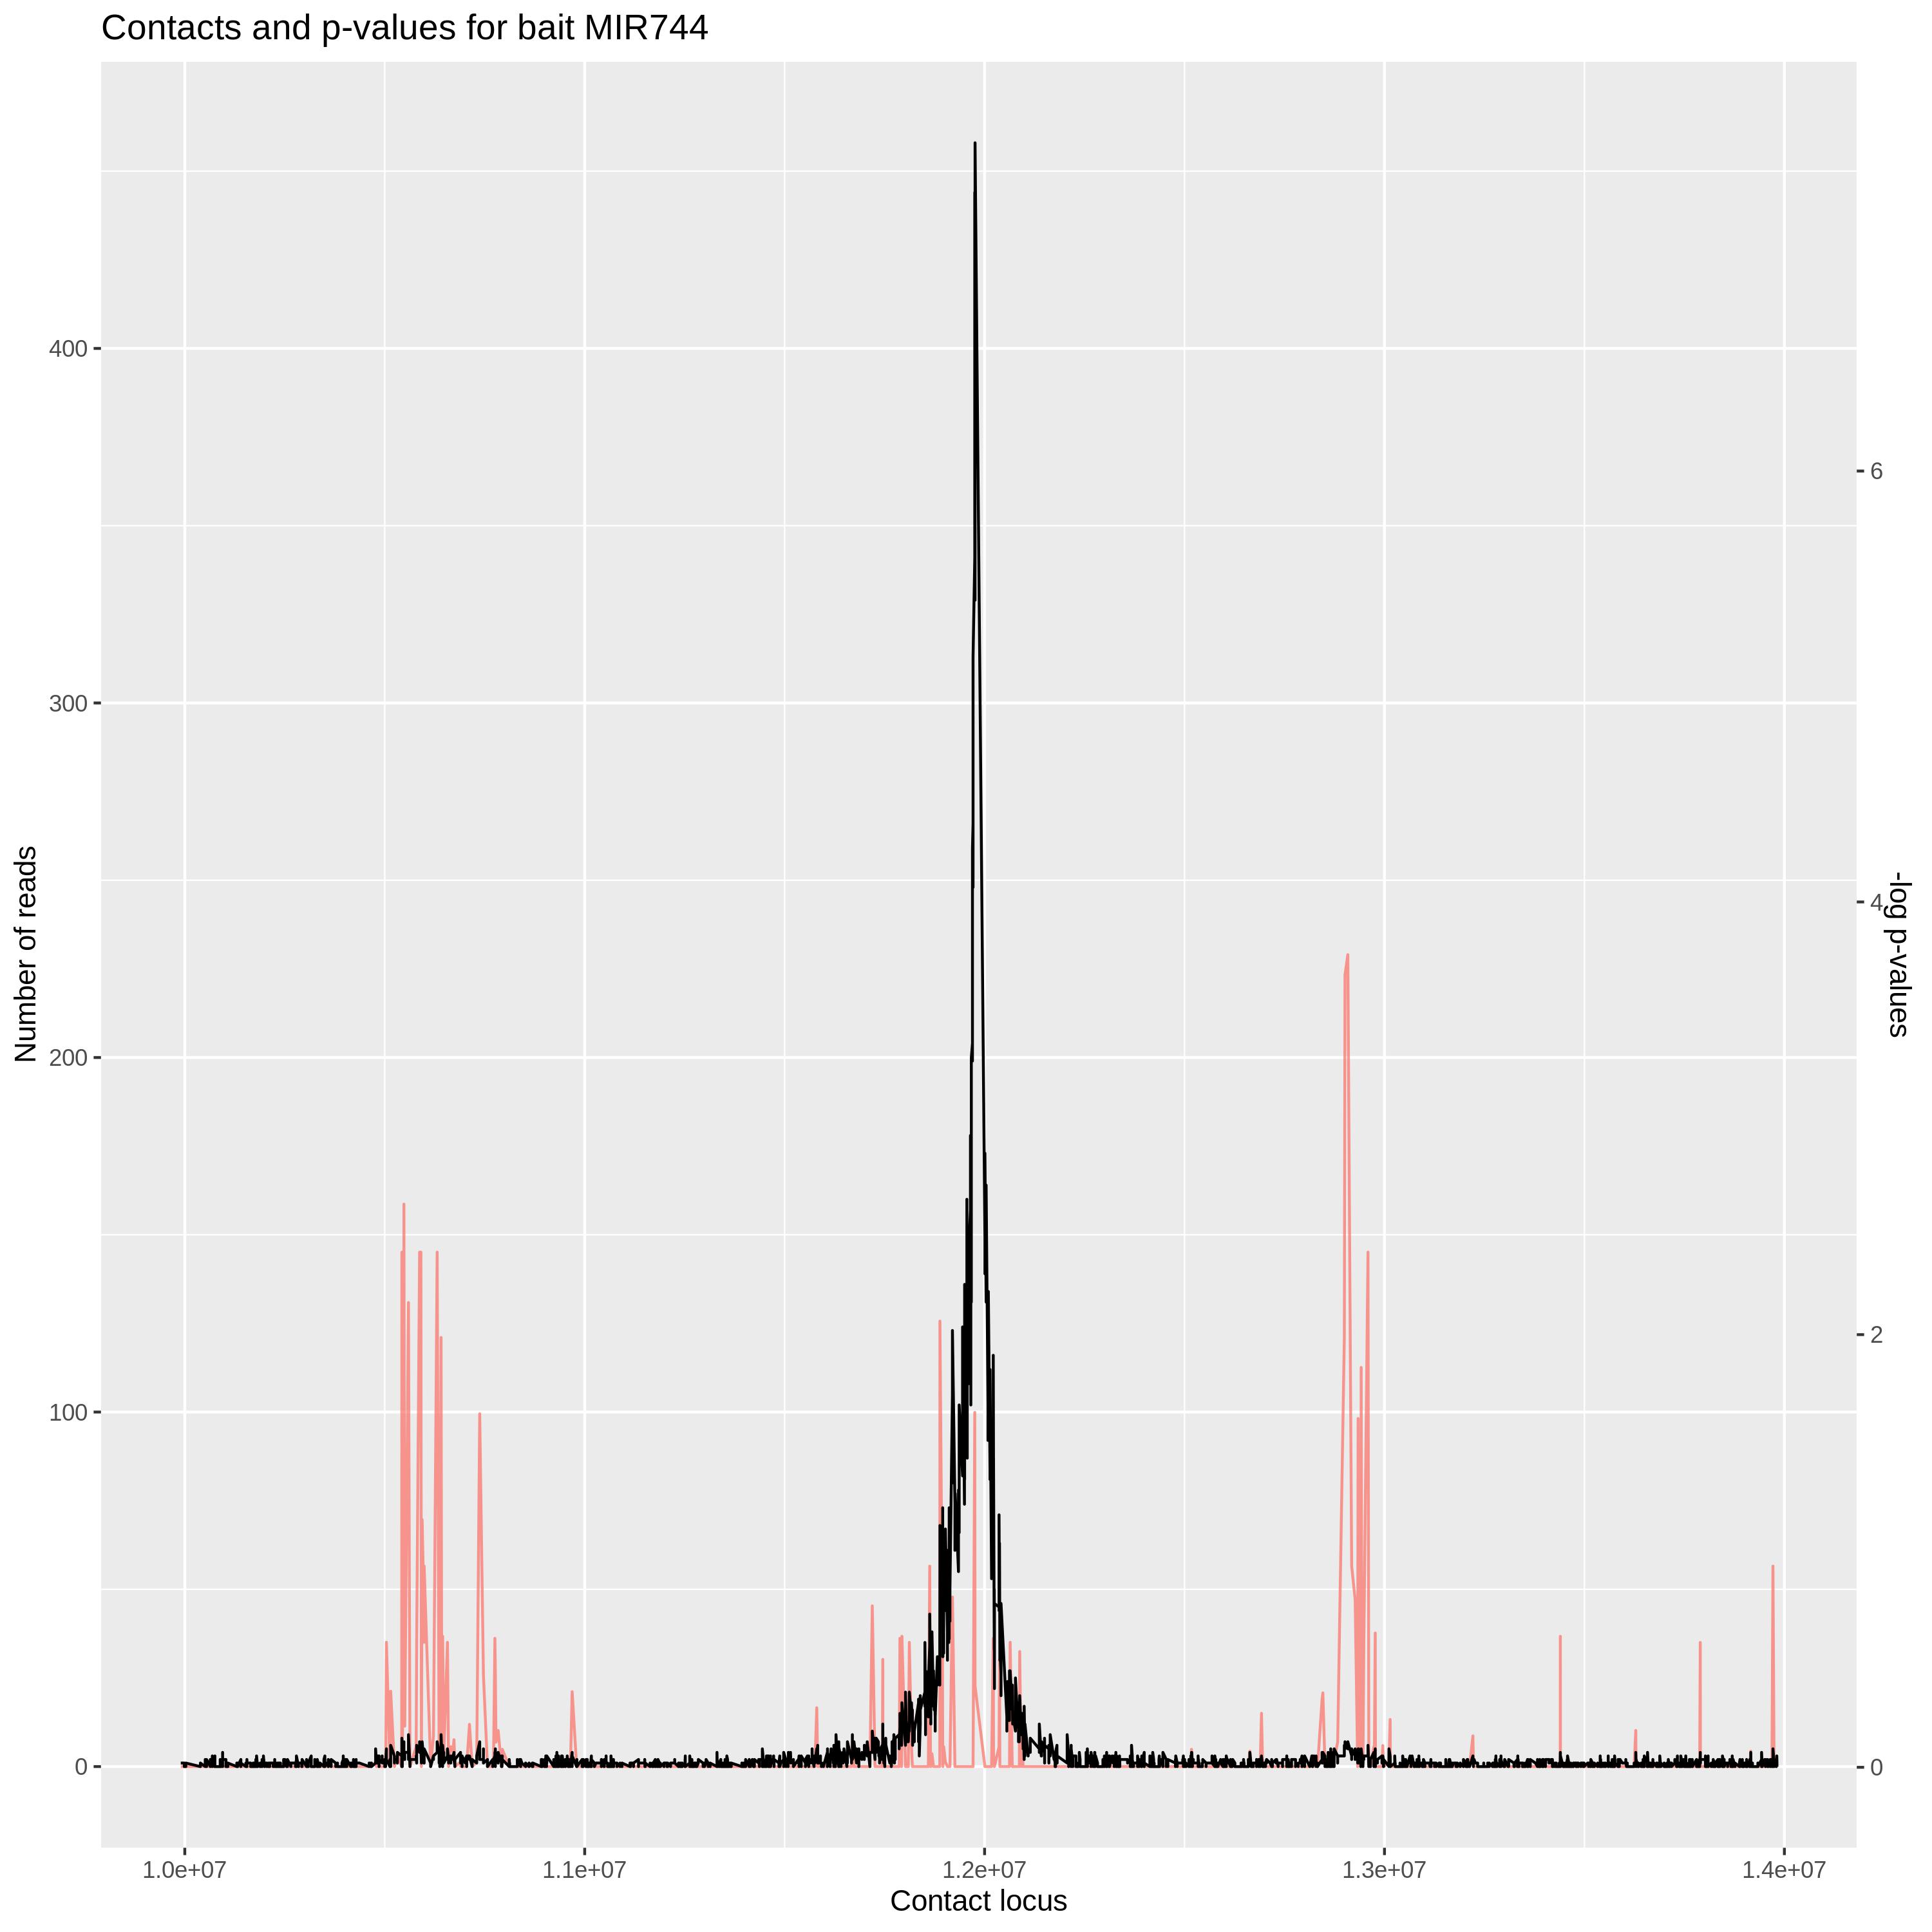 Contacts and p-values for bait MIR744
Number of reads
400
300
200
100
0
6
4
2
0
-log p-values
1.0e+07
1.1e+07
1.2e+07
1.3e+07
1.4e+07
Contact locus